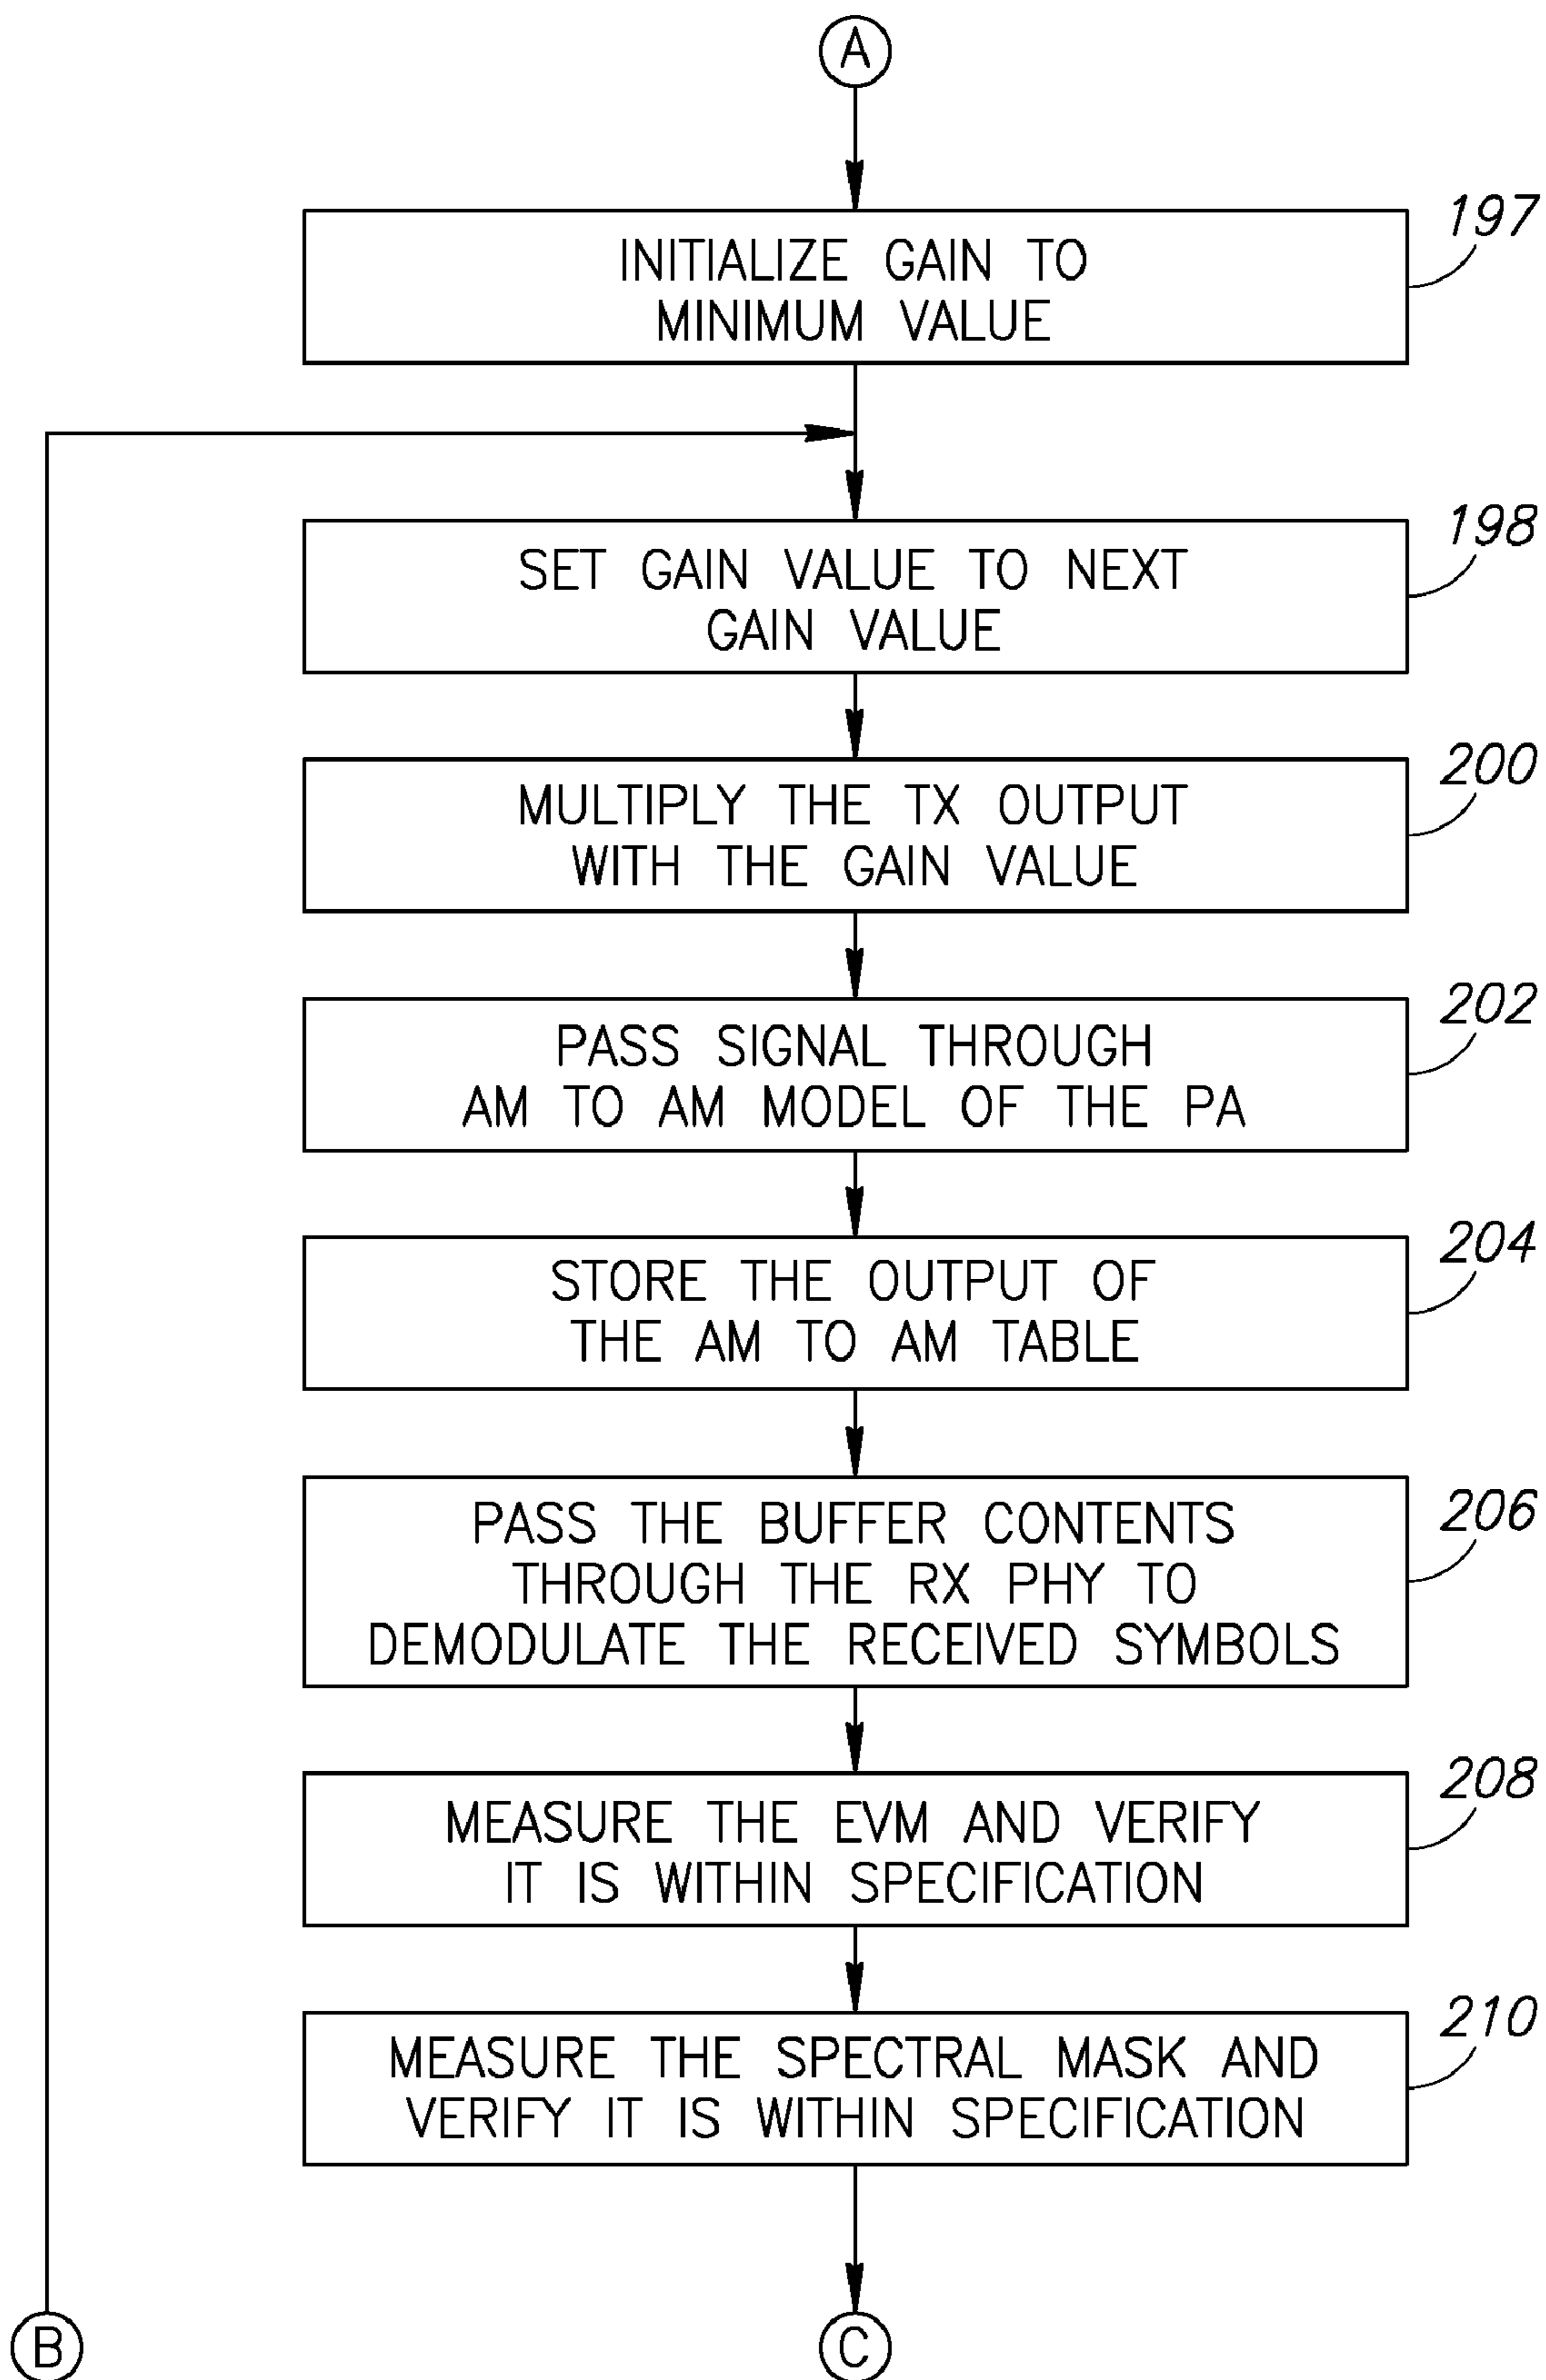 A
INITIALIZE GAIN TO
MINIMUM VALUE
197
SET GAIN VALUE TO NEXT
GAIN VALUE
198
MULTIPLY THE TX OUTPUT
WITH THE GAIN VALUE
200
PASS SIGNAL THROUGH
AM TO AM MODEL OF THE PA
202
STORE THE OUTPUT OF
THE AM TO AM TABLE
204
PASS THE BUFFER CONTENTS
THROUGH THE RX PHY TO
DEMODULATE THE RECEIVED SYMBOLS
206
MEASURE THE EVM AND VERIFY
IT IS WITHIN SPECIFICATION
208
MEASURE THE SPECTRAL MASK AND
VERIFY IT IS WITHIN SPECIFICATION
210
B
C